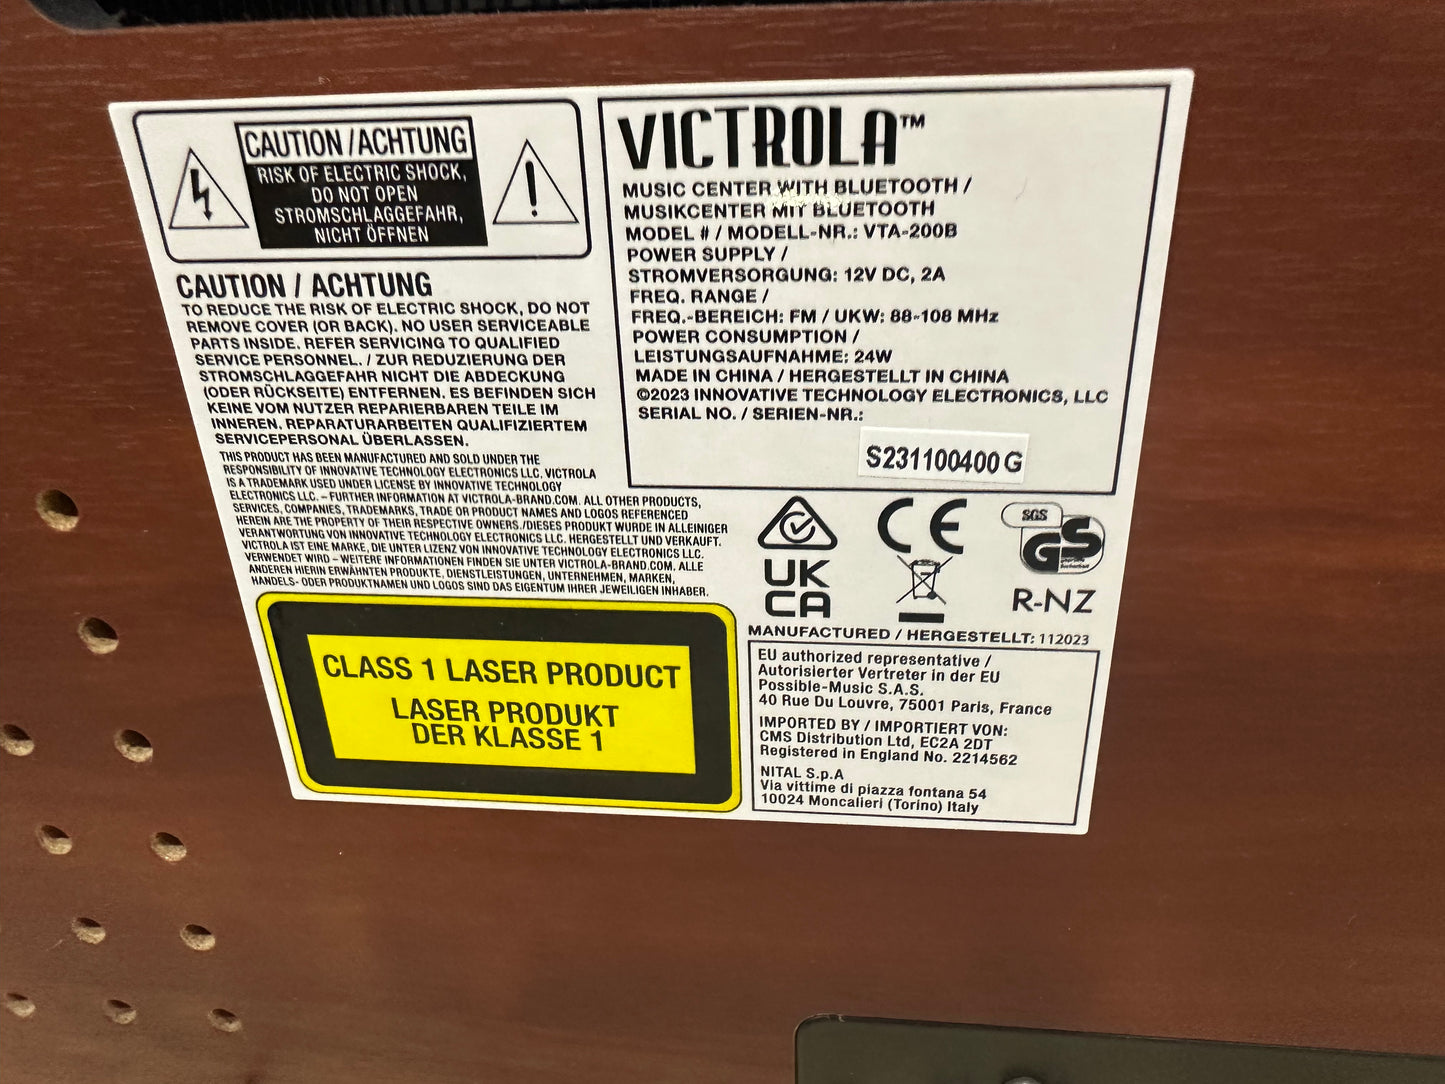 CAUTION / ACHTUNG
RISK OF ELECTRIC SHOCK,
DO NOT OPEN
STROMSCHLAGGEFAHR,
NICHT ÖFFNEN
CAUTION / ACHTUNG
TO REDUCE THE RISK OF ELECTRIC SHOCK, DO NOT
REMOVE COVER (OR BACK). NO USER SERVICEABLE
PARTS INSIDE. REFER SERVICING TO QUALIFIED
SERVICE PERSONNEL. / ZUR REDUZIERUNG DER
STROMSCHLAGGEFAHR NICHT DIE ABDECKUNG
(ODER RÜCKSEITE) ENTFERNEN. ES BEFINDEN SICH
KEINE VOM NUTZER REPARIERBAREN TEILE IM
INNEREN. REPARATURARBEITEN QUALIFIZIERTEM
SERVICEPERSONAL ÜBERLASSEN.
THIS PRODUCT HAS BEEN MANUFACTURED AND SOLD UNDER THE
RESPONSIBILITY OF INNOVATIVE TECHNOLOGY ELECTRONICS LLC. VICTROLA
IS A TRADEMARK USED UNDER LICENSE BY INNOVATIVE TECHNOLOGY
ELECTRONICS LLC. – FURTHER INFORMATION AT VICTROLA-BRAND.COM. ALL OTHER PRODUCTS,
SERVICES, COMPANIES, TRADEMARKS, TRADE OR PRODUCT NAMES AND LOGOS REFERENCED
HEREIN ARE THE PROPERTY OF THEIR RESPECTIVE OWNERS./DIESES PRODUKT WURDE IN ALLEINIGER
VERANTWORTUNG VON INNOVATIVE TECHNOLOGY ELECTRONICS LLC. HERGESTELLT UND VERKAUFT.
VICTROLA IST EINE MARKE, DIE UNTER LIZENZ VON INNOVATIVE TECHNOLOGY ELECTRONICS LLC.
VERWENDET WIRD – WEITERE INFORMATIONEN FINDEN SIE UNTER VICTROLA-BRAND.COM. ALLE
ANDEREN HIERIN ERWÄHNTEN PRODUKTE, DIENSTLEISTUNGEN, UNTERNEHMEN, MARKEN,
HANDELS- ODER PRODUKTNAMEN UND LOGOS SIND DAS EIGENTUM IHRER JEWEILIGEN INHABER.
CLASS 1 LASER PRODUCT
LASER PRODUKT
DER KLASSE 1
VICTROLA™
MUSIC CENTER WITH BLUETOOTH /
MUSIKCENTER MIT BLUETOOTH
MODEL # / MODELL-NR.: VTA-200B
POWER SUPPLY /
STROMVERSORGUNG: 12V DC, 2A
FREQ. RANGE /
FREQ.-BEREICH: FM / UKW: 88-108 MHz
POWER CONSUMPTION /
LEISTUNGSAUFNAHME: 24W
MADE IN CHINA / HERGESTELLT IN CHINA
©2023 INNOVATIVE TECHNOLOGY ELECTRONICS, LLC
SERIAL NO. / SERIEN-NR.:
S231100400G
CE
SGS
GS
UK
CA
R-NZ
MANUFACTURED / HERGESTELLT: 112023
EU authorized representative /
Autorisierter Vertreter in der EU
Possible-Music S.A.S.
40 Rue Du Louvre, 75001 Paris, France
IMPORTED BY / IMPORTIERT VON:
CMS Distribution Ltd, EC2A 2DT
Registered in England No. 2214562
NITAL S.p.A
Via vittime di piazza fontana 54
10024 Moncalieri (Torino) Italy